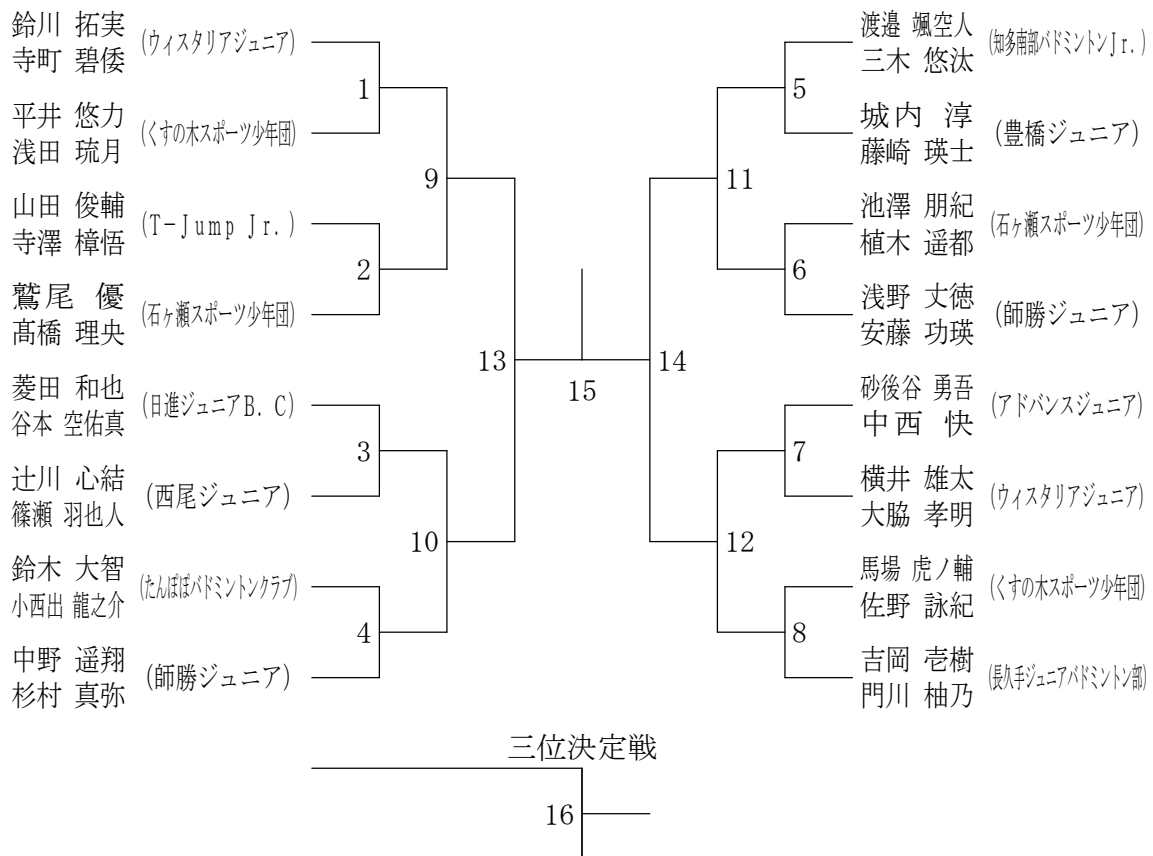 鈴川 拓実
寺町 碧倭
(ウィスタリアジュニア)
平井 悠力
浅田 琉月
(くすの木スポーツ少年団)
山田 俊輔
寺澤 樟悟
(T-Jump Jr.)
鷲尾 優
髙橋 理央
(石ヶ瀬スポーツ少年団)
菱田 和也
谷本 空佑真
(日進ジュニアB.C)
辻川 心結
篠瀬 羽也人
(西尾ジュニア)
鈴木 大智
小西出 龍之介
(たんぽぽバドミントンクラブ)
中野 遥翔
杉村 真弥
(師勝ジュニア)
1
2
3
4
9
10
13
15
14
11
12
5
6
7
8
渡邉 颯空人
三木 悠汰
(知多南部バドミントンJr.)
城内 淳
藤崎 瑛士
(豊橋ジュニア)
池澤 朋紀
植木 遥都
(石ヶ瀬スポーツ少年団)
浅野 丈徳
安藤 功瑛
(師勝ジュニア)
砂後谷 勇吾
中西 快
(アドバンスジュニア)
横井 雄太
大脇 孝明
(ウィスタリアジュニア)
馬場 虎ノ輔
佐野 詠紀
(くすの木スポーツ少年団)
吉岡 壱樹
門川 柚乃
(長久手ジュニアバドミントン部)
三位決定戦
16